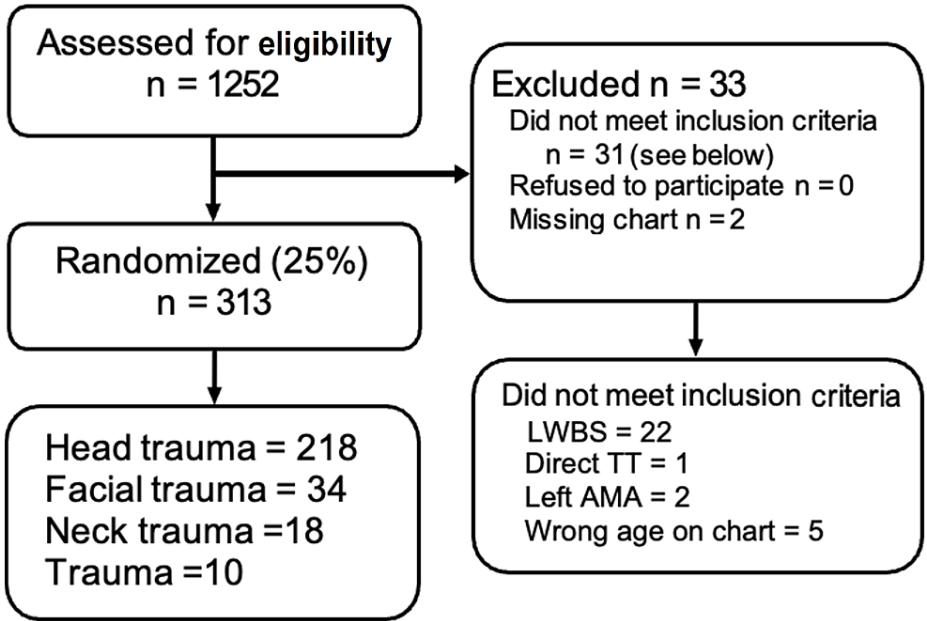 Assessed for eligibility
n = 1252
Excluded n = 33
Did not meet inclusion criteria
n = 31 (see below)
Refused to participate n = 0
Missing chart n = 2
Randomized (25%)
n = 313
Head trauma = 218
Facial trauma = 34
Neck trauma =18
Trauma =10
Did not meet inclusion criteria
LWBS = 22
Direct TT = 1
Left AMA = 2
Wrong age on chart = 5